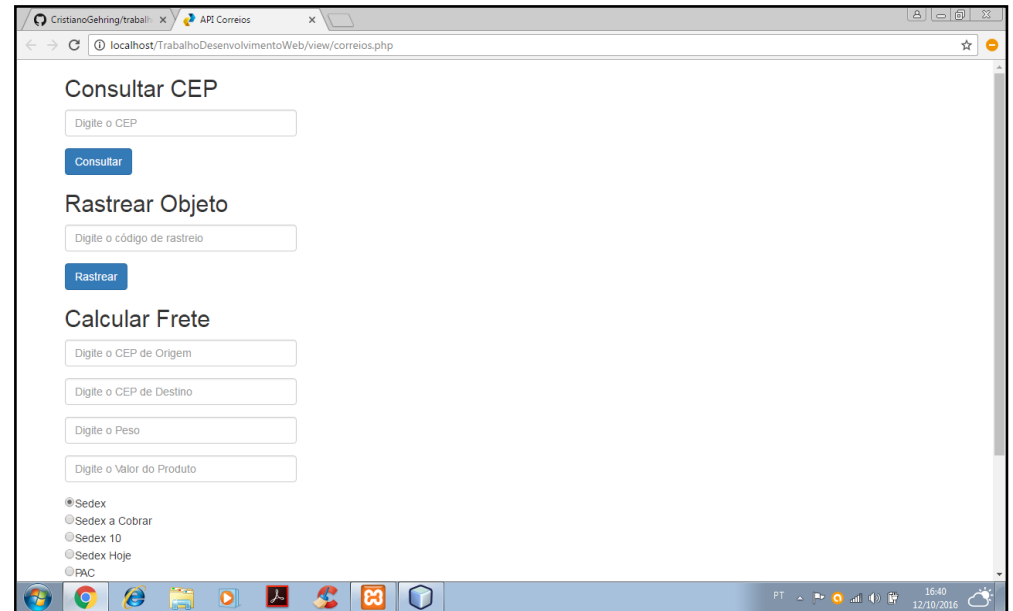 CristianoGehring/trabalh
API Correios
localhost/TrabalhoDesenvolvimentoWeb/view/correios.php
Consultar CEP
Digite o CEP
Consultar
Rastrear Objeto
Digite o código de rastreio
Rastrear
Calcular Frete
Digite o CEP de Origem
Digite o CEP de Destino
Digite o Peso
Digite o Valor do Produto
Sedex
Sedex a Cobrar
Sedex 10
Sedex Hoje
PAC
PT
16:40
12/10/2016